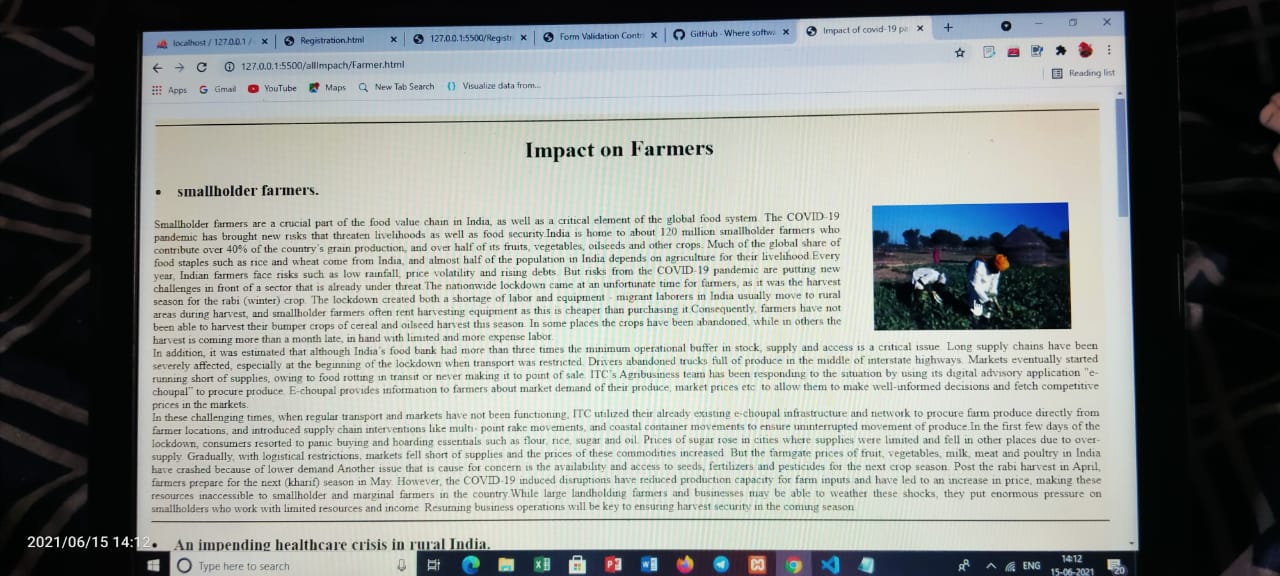 localhost / 127.0.0.1 /
Registration.html
127.0.0.1:5500/Registr
Form Validation Contr
GitHub · Where softwa
Impact of covid-19 pa
127.0.0.1:5500/allImpach/Farmer.html
Reading list
Apps
Gmail
YouTube
Maps
New Tab Search
Visualize data from...
Impact on Farmers
• smallholder farmers.
Smallholder farmers are a crucial part of the food value chain in India, as well as a critical element of the global food system. The COVID-19
pandemic has brought new risks that threaten livelihoods as well as food security.India is home to about 120 million smallholder farmers who
contribute over 40% of the country's grain production, and over half of its fruits, vegetables, oilseeds and other crops. Much of the global share of
food staples such as rice and wheat come from India, and almost half of the population in India depends on agriculture for their livelihood.Every
year, Indian farmers face risks such as low rainfall, price volatility and rising debts. But risks from the COVID-19 pandemic are putting new
challenges in front of a sector that is already under threat.The nationwide lockdown came at an unfortunate time for farmers, as it was the harvest
season for the rabi (winter) crop. The lockdown created both a shortage of labor and equipment - migrant laborers in India usually move to rural
areas during harvest, and smallholder farmers often rent harvesting equipment as this is cheaper than purchasing it.Consequently, farmers have not
been able to harvest their bumper crops of cereal and oilseed harvest this season. In some places the crops have been abandoned, while in others the
harvest is coming more than a month late, in hand with limited and more expense labor.
In addition, it was estimated that although India's food bank had more than three times the minimum operational buffer in stock, supply and access is a critical issue. Long supply chains have been
severely affected, especially at the beginning of the lockdown when transport was restricted. Drivers abandoned trucks full of produce in the middle of interstate highways. Markets eventually started
running short of supplies, owing to food rotting in transit or never making it to point of sale. ITC's Agribusiness team has been responding to the situation by using its digital advisory application "e-
choupal" to procure produce. E-choupal provides information to farmers about market demand of their produce, market prices etc. to allow them to make well-informed decisions and fetch competitive
prices in the markets.
In these challenging times, when regular transport and markets have not been functioning, ITC utilized their already existing e-choupal infrastructure and network to procure farm produce directly from
farmer locations, and introduced supply chain interventions like multi- point rake movements, and coastal container movements to ensure uninterrupted movement of produce.In the first few days of the
lockdown, consumers resorted to panic buying and hoarding essentials such as flour, rice, sugar and oil. Prices of sugar rose in cities where supplies were limited and fell in other places due to over-
supply. Gradually, with logistical restrictions, markets fell short of supplies and the prices of these commodities increased. But the farmgate prices of fruit, vegetables, milk, meat and poultry in India
have crashed because of lower demand Another issue that is cause for concern is the availability and access to seeds, fertilizers and pesticides for the next crop season. Post the rabi harvest in April,
farmers prepare for the next (kharif) season in May. However, the COVID-19 induced disruptions have reduced production capacity for farm inputs and have led to an increase in price, making these
resources inaccessible to smallholder and marginal farmers in the country.While large landholding farmers and businesses may be able to weather these shocks, they put enormous pressure on
smallholders who work with limited resources and income. Resuming business operations will be key to ensuring harvest security in the coming season.
• An impending healthcare crisis in rural India.
2021/06/15 14:12
Type here to search
ENG
14:12
15-06-2021
20